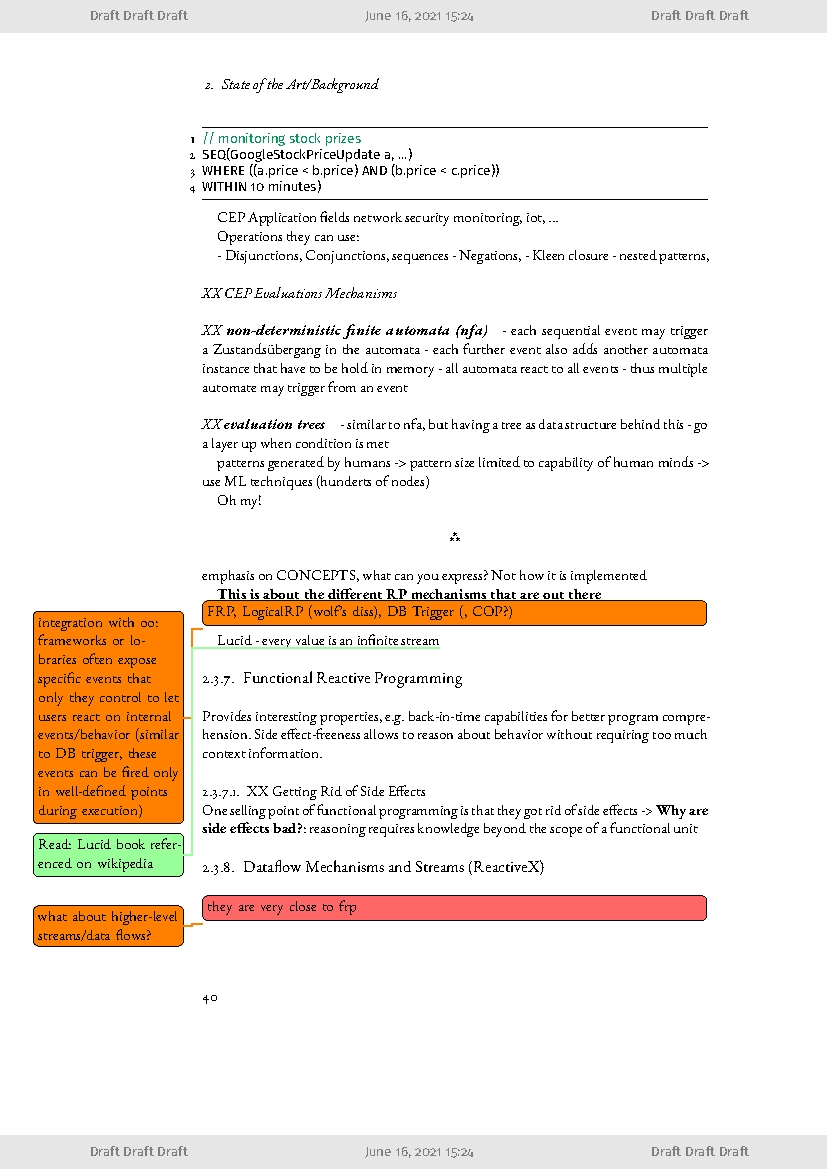 Draft Draft Draft June 16, 2021 15:24 Draft Draft Draft
2. State of the Art/Background
1 // monitoring stock prizes
2 SEQ(GoogleStockPriceUpdate a, ...)
3 WHERE ((a.price < b.price) AND (b.price < c.price))
4 WITHIN 10 minutes)
CEP Application fields network security monitoring, iot, ...
Operations they can use:
- Disjunctions, Conjunctions, sequences - Negations, - Kleen closure - nested patterns,
XX CEP Evaluations Mechanisms
XX non-deterministic finite automata (nfa) - each sequential event may trigger
a Zustandsübergang in the automata - each further event also adds another automata
instance that have to be hold in memory - all automata react to all events - thus multiple
automate may trigger from an event
XX evaluation trees - similar to nfa, but having a tree as data structure behind this - go
a layer up when condition is met
patterns generated by humans -> pattern size limited to capability of human minds ->
use ML techniques (hunderts of nodes)
Oh my!
⁂
emphasis on CONCEPTS, what can you express? Not how it is implemented
This is about the different RP mechanisms that are out there
FRP, LogicalRP (wolf's diss), DB Trigger (, COP?)
Lucid - every value is an infinite stream
2.3.7. Functional Reactive Programming
Provides interesting properties, e.g. back-in-time capabilities for better program compre-
hension. Side effect-freeness allows to reason about behavior without requiring too much
context information.
2.3.7.1. XX Getting Rid of Side Effects
One selling point of functional programming is that they got rid of side effects -> Why are
side effects bad?: reasoning requires knowledge beyond the scope of a functional unit
2.3.8. Dataflow Mechanisms and Streams (ReactiveX)
they are very close to frp
integration with oo:
frameworks or lo-
braries often expose
specific events that
only they control to let
users react on internal
events/behavior (similar
to DB trigger, these
events can be fired only
in well-defined points
during execution)
Read: Lucid book refer-
enced on wikipedia
what about higher-level
streams/data flows?
40
Draft Draft Draft June 16, 2021 15:24 Draft Draft Draft